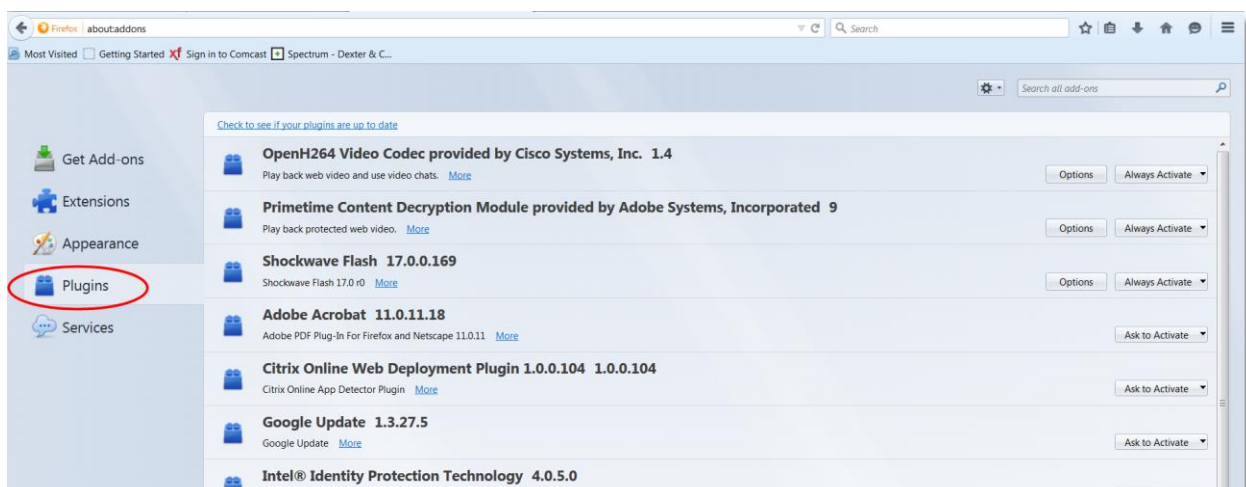 Firefox about:addons
Search
Most Visited Getting Started Xf Sign in to Comcast Spectrum - Dexter & C...
Search all add-ons
Check to see if your plugins are up to date
Get Add-ons
Extensions
Appearance
Plugins
Services
OpenH264 Video Codec provided by Cisco Systems, Inc. 1.4
Play back web video and use video chats. More
Options Always Activate
Primetime Content Decryption Module provided by Adobe Systems, Incorporated 9
Play back protected web video. More
Options Always Activate
Shockwave Flash 17.0.0.169
Shockwave Flash 17.0 r0 More
Options Always Activate
Adobe Acrobat 11.0.11.18
Adobe PDF Plug-In For Firefox and Netscape 11.0.11 More
Ask to Activate
Citrix Online Web Deployment Plugin 1.0.0.104 1.0.0.104
Citrix Online App Detector Plugin More
Ask to Activate
Google Update 1.3.27.5
Google Update More
Ask to Activate
Intel® Identity Protection Technology 4.0.5.0